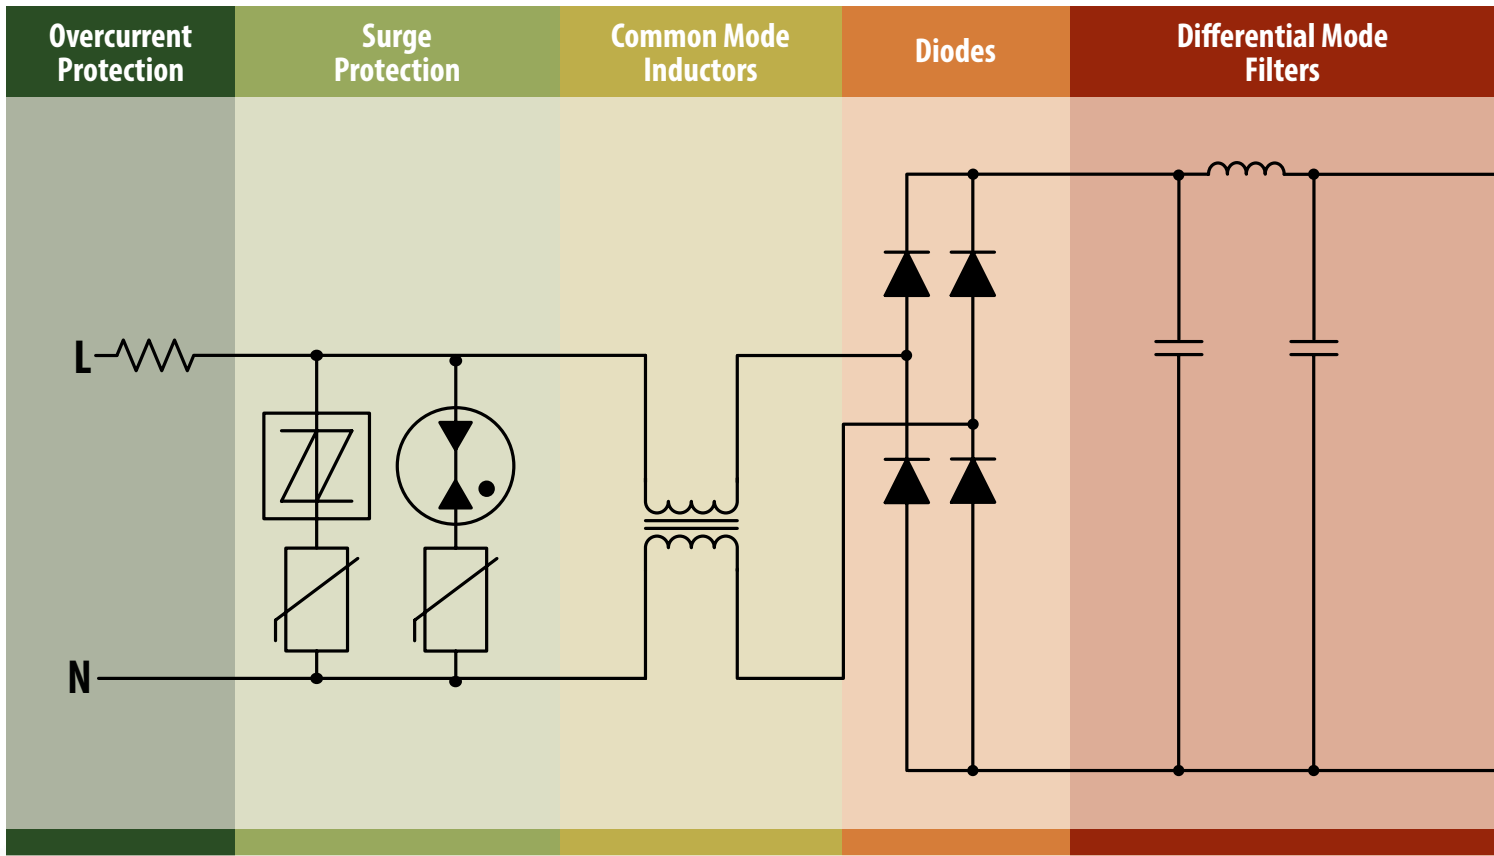 Overcurrent
Protection
Surge
Protection
Common Mode
Inductors
Diodes
Differential Mode
Filters
L
N